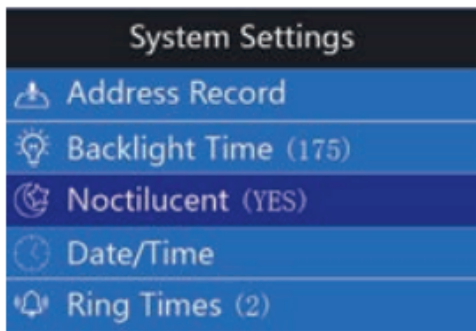 System Settings
Address Record
Backlight Time (175)
Noctilucent (YES)
Date/Time
Ring Times (2)